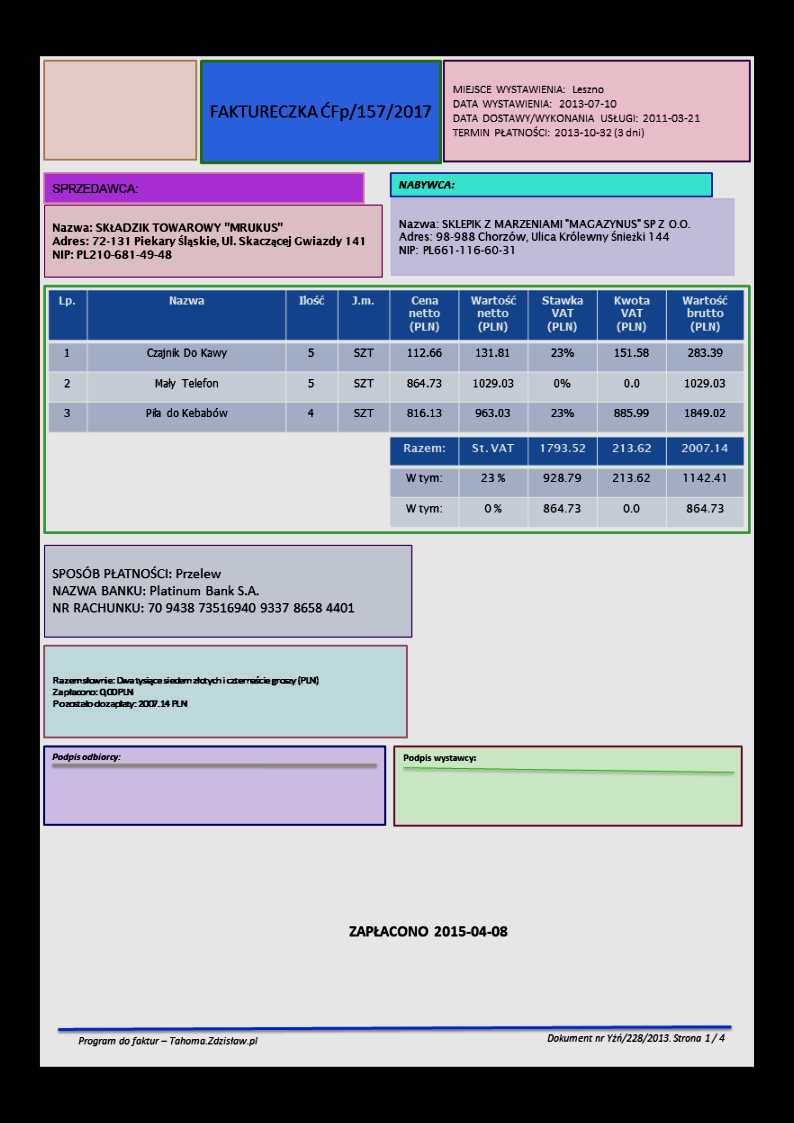 FAKTURECZKA ĆFp/157/2017
MIEJSCE WYSTAWIENIA: Leszno
DATA WYSTAWIENIA: 2013-07-10
DATA DOSTAWY/WYKONANIA USŁUGI: 2011-03-21
TERMIN PŁATNOŚCI: 2013-10-32 (3 dni)
SPRZEDAWCA:
Nazwa: SKŁADZIK TOWAROWY "MRUKUS"
Adres: 72-131 Piekary Śląskie, Ul. Skaczącej Gwiazdy 141
NIP: PL210-681-49-48
NABYWCA:
Nazwa: SKLEPIK Z MARZENIAMI "MAGAZYNUS" SP Z O.O.
Adres: 98-988 Chorzów, Ulica Królewny Śnieżki 144
NIP: PL661-116-60-31
Lp. Nazwa Ilość J.m. Cena netto (PLN) Wartość netto (PLN) Stawka VAT (PLN) Kwota VAT (PLN) Wartość brutto (PLN)
1 Czajnik Do Kawy 5 SZT 112.66 131.81 23% 151.58 283.39
2 Mały Telefon 5 SZT 864.73 1029.03 0% 0.0 1029.03
3 Piła do Kebabów 4 SZT 816.13 963.03 23% 885.99 1849.02
Razem: St. VAT 1793.52 213.62 2007.14
W tym: 23 % 928.79 213.62 1142.41
W tym: 0 % 864.73 0.0 864.73
SPOSÓB PŁATNOŚCI: Przelew
NAZWA BANKU: Platinum Bank S.A.
NR RACHUNKU: 70 9438 73516940 9337 8658 4401
Razem słownie: Dwa tysiące siedem złotych i czternaście groszy (PLN)
Zapłacono: 0,00 PLN
Pozostało do zapłaty: 2007.14 PLN
Podpis odbiorcy:
Podpis wystawcy:
ZAPŁACONO 2015-04-08
Program do faktur – Tahoma.Zdzisław.pl
Dokument nr Yżń/228/2013. Strona 1 / 4